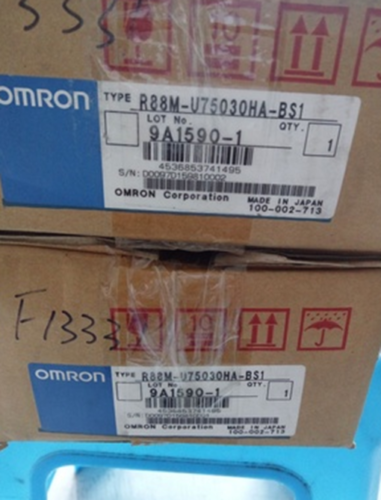 OMRON
TYPE R88M-U75030HA-BS1
LOT No. QTY.
9A1590-1 1
4536853741495
S/N: D00970159810002
OMRON Corporation MADE IN JAPAN
100-002-713
F1333
OMRON
TYPE R88M-U75030HA-BS1
LOT No. QTY.
9A1590-1 1
4536853741495
OMRON Corporation MADE IN JAPAN
100-002-713